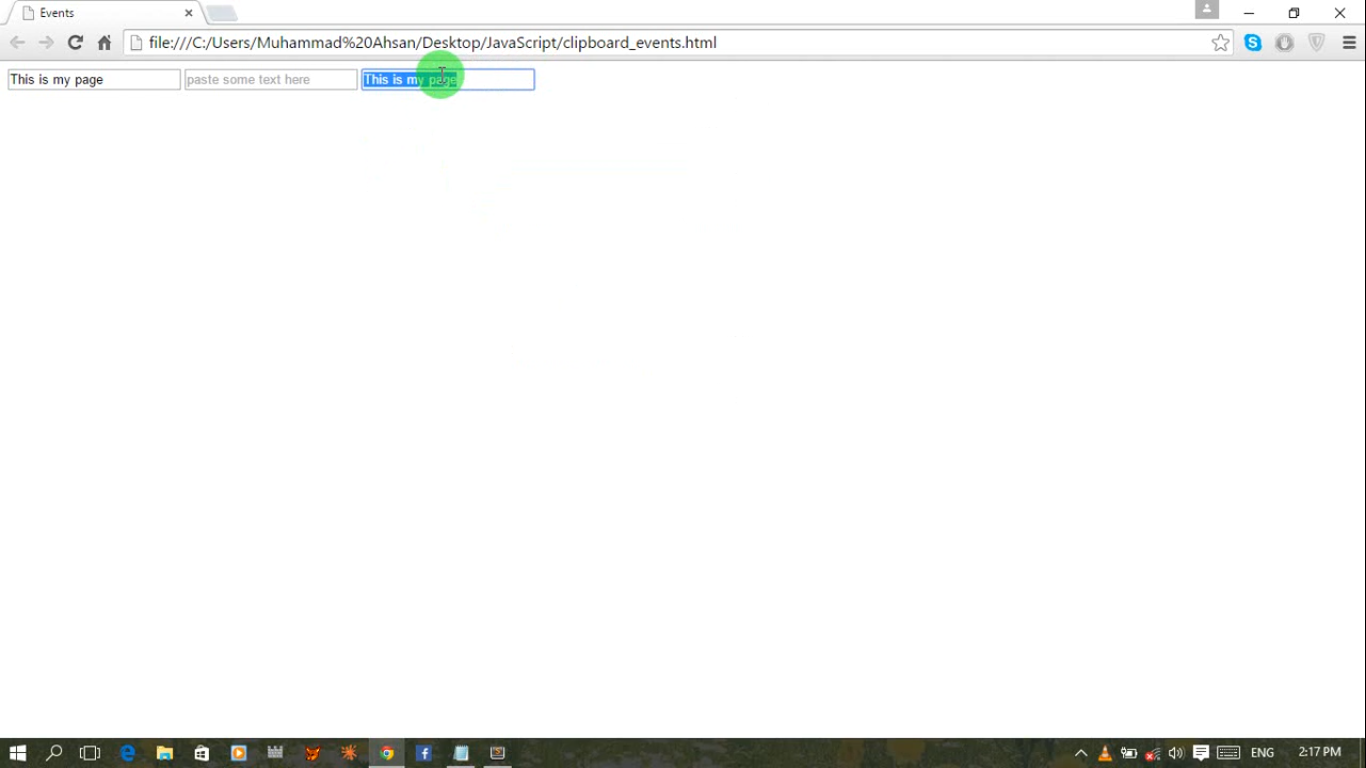 Events
file:///C:/Users/Muhammad%20Ahsan/Desktop/JavaScript/clipboard_events.html
This is my page paste some text here This is my page
ENG 2:17 PM